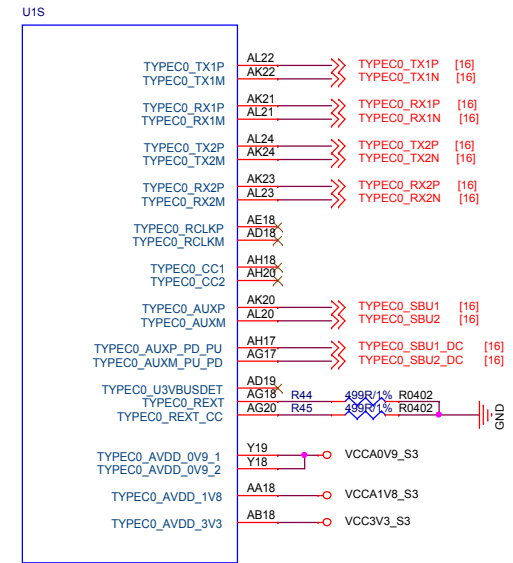 U1S
TYPEC0_TX1P AL22 TYPEC0_TX1P [16]
TYPEC0_TX1M AK22 TYPEC0_TX1N [16]
TYPEC0_RX1P AK21 TYPEC0_RX1P [16]
TYPEC0_RX1M AL21 TYPEC0_RX1N [16]
TYPEC0_TX2P AL24 TYPEC0_TX2P [16]
TYPEC0_TX2M AK24 TYPEC0_TX2N [16]
TYPEC0_RX2P AK23 TYPEC0_RX2P [16]
TYPEC0_RX2M AL23 TYPEC0_RX2N [16]
TYPEC0_RCLKP AE18
TYPEC0_RCLKM AD18
TYPEC0_CC1 AH18
TYPEC0_CC2 AH20
TYPEC0_AUXP AK20 TYPEC0_SBU1 [16]
TYPEC0_AUXM AL20 TYPEC0_SBU2 [16]
TYPEC0_AUXP_PD_PU AH17 TYPEC0_SBU1_DC [16]
TYPEC0_AUXM_PU_PD AG17 TYPEC0_SBU2_DC [16]
TYPEC0_U3VBUSDET AD19
TYPEC0_REXT AG18 R44 499R/1% R0402
TYPEC0_REXT_CC AG20 R45 499R/1% R0402
GND
TYPEC0_AVDD_0V9_1 Y19 VCCA0V9_S3
TYPEC0_AVDD_0V9_2 Y18
TYPEC0_AVDD_1V8 AA18 VCCA1V8_S3
TYPEC0_AVDD_3V3 AB18 VCC3V3_S3